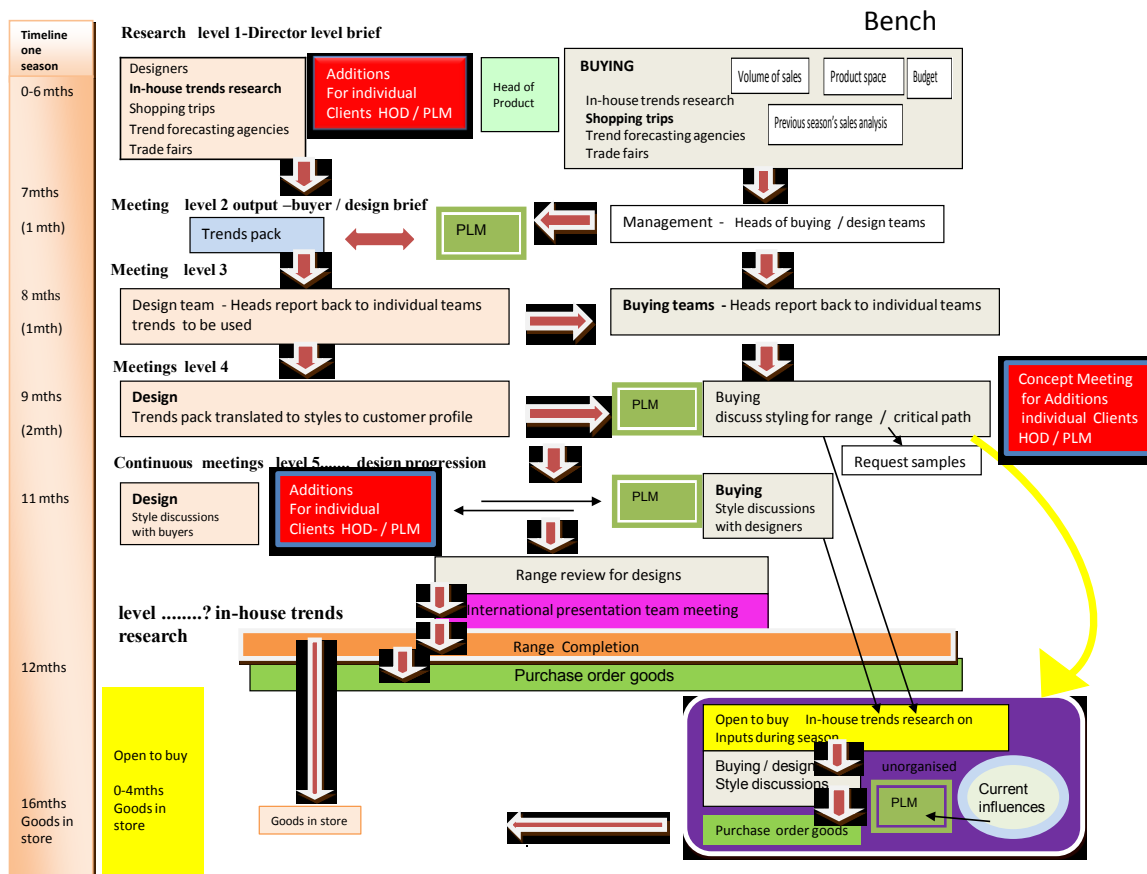 Bench
Timeline
one
season
0-6 mths
7mths
(1 mth)
8 mths
(1mth)
9 mths
(2mth)
11 mths
12mths
16mths
Goods in
store
Open to buy
0-4mths
Goods in
store
Research level 1-Director level brief
Designers
In-house trends research
Shopping trips
Trend forecasting agencies
Trade fairs
Additions
For individual
Clients HOD / PLM
Head of
Product
BUYING
In-house trends research
Shopping trips
Trend forecasting agencies
Trade fairs
Volume of sales
Product space
Budget
Previous season's sales analysis
Meeting level 2 output –buyer / design brief
Trends pack
PLM
Management - Heads of buying / design teams
Meeting level 3
Design team - Heads report back to individual teams
trends to be used
Buying teams - Heads report back to individual teams
Meetings level 4
Design
Trends pack translated to styles to customer profile
PLM
Buying
discuss styling for range / critical path
Request samples
Concept Meeting
for Additions
individual Clients
HOD / PLM
Continuous meetings level 5....... design progression
Design
Style discussions
with buyers
Additions
For individual
Clients HOD- / PLM
PLM
Buying
Style discussions
with designers
Range review for designs
International presentation team meeting
level ........? in-house trends
research
Range Completion
Purchase order goods
Goods in store
Open to buy In-house trends research on
Inputs during season
Buying / design
Style discussions
unorganised
PLM
Current
influences
Purchase order goods